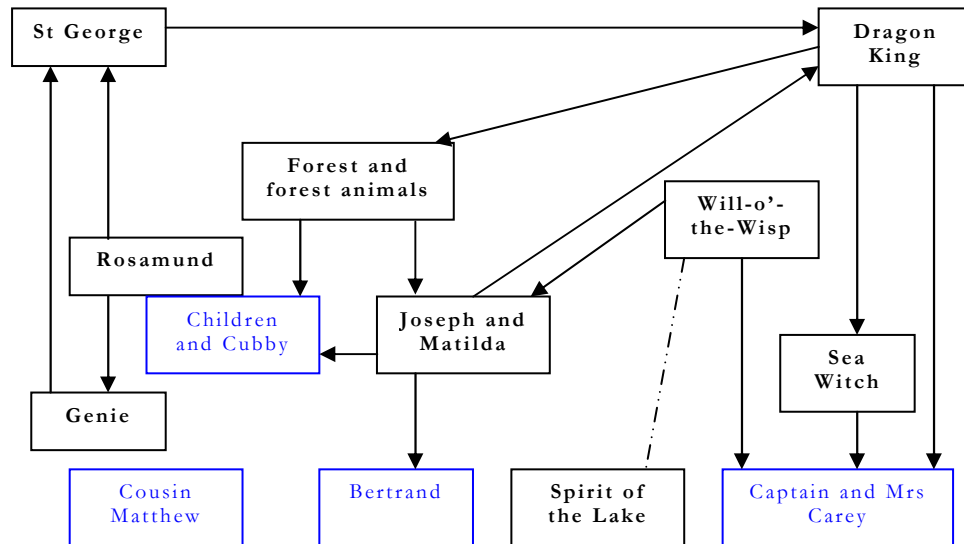 St George
Dragon
King
Forest and
forest animals
Will-o'-
the-Wisp
Rosamund
Children
and Cubby
Joseph and
Matilda
Sea
Witch
Genie
Cousin
Matthew
Bertrand
Spirit of
the Lake
Captain and Mrs
Carey